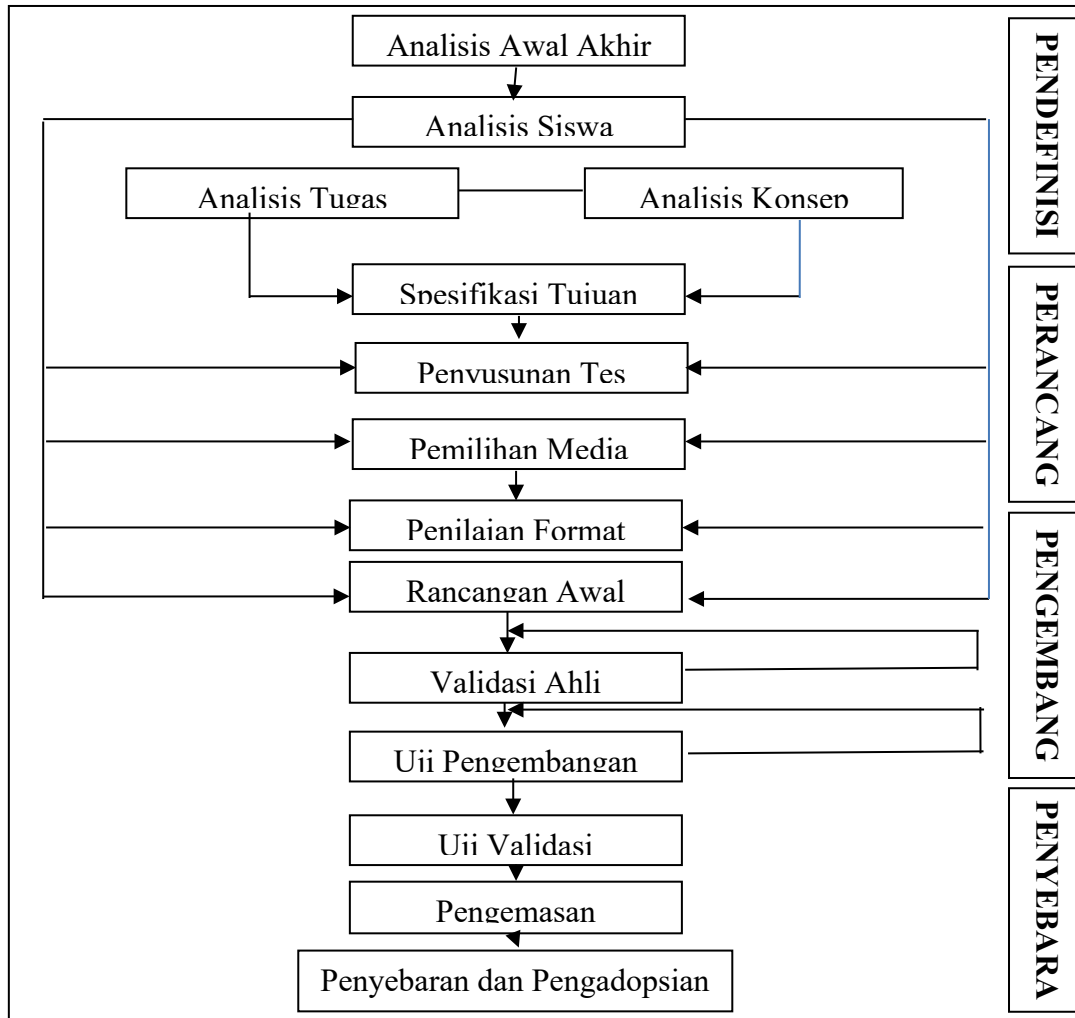 Analisis Awal Akhir
Analisis Siswa
Analisis Tugas
Analisis Konsep
Spesifikasi Tujuan
Penyusunan Tes
Pemilihan Media
Penilaian Format
Rancangan Awal
Validasi Ahli
Uji Pengembangan
Uji Validasi
Pengemasan
Penyebaran dan Pengadopsian
PENDEFINISI
PERANCANG
PENGEMBANG
PENYEBARA